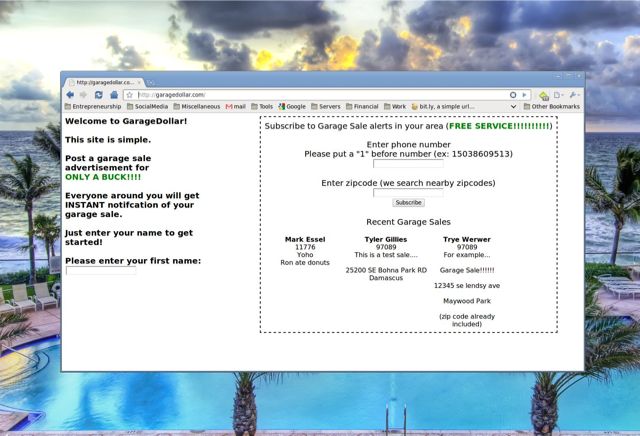 http://garagedollar.co...
http://garagedollar.com/
Entrepreneurship SocialMedia Miscellaneous mail Tools Google Servers Financial Work bit.ly, a simple url... Other Bookmarks
Welcome to GarageDollar!
This site is simple.
Post a garage sale
advertisement for
ONLY A BUCK!!!!
Everyone around you will get
INSTANT notifcation of your
garage sale.
Just enter your name to get
started!
Please enter your first name:
Subscribe to Garage Sale alerts in your area (FREE SERVICE!!!!!!!!!!)
Enter phone number
Please put a "1" before number (ex: 15038609513)
Enter zipcode (we search nearby zipcodes)
Subscribe
Recent Garage Sales
Mark Essel
11776
Yoho
Ron ate donuts
Tyler Gillies
97089
This is a test sale....
25200 SE Bohna Park RD
Damascus
Trye Werwer
97089
For example...
Garage Sale!!!!!!
12345 se lendsy ave
Maywood Park
(zip code already
included)